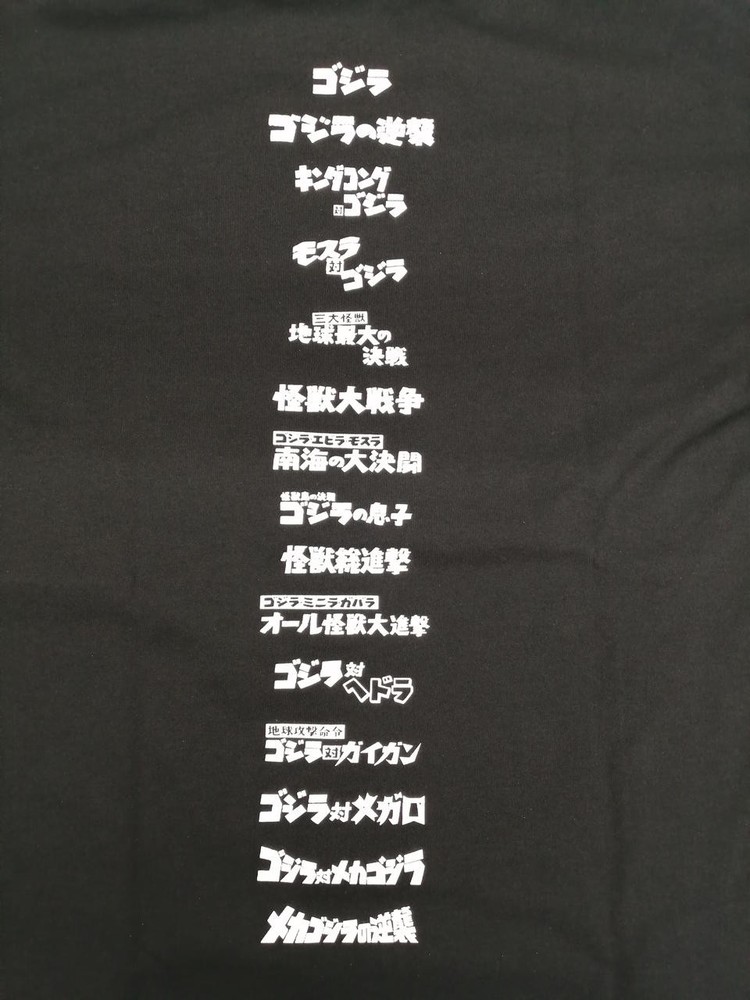 ゴジラ
ゴジラの逆襲
キングコング
対ゴジラ
モスラ
対
ゴジラ
三大怪獣
地球最大の
決戦
怪獣大戦争
ゴジラエビラモスラ
南海の大決闘
怪獣島の決戦
ゴジラの息子
怪獣総進撃
ゴジラミニラガバラ
オール怪獣大進撃
ゴジラ対
ヘドラ
地球攻撃命令
ゴジラ対ガイガン
ゴジラ対メガロ
ゴジラ対メカゴジラ
メカゴジラの逆襲